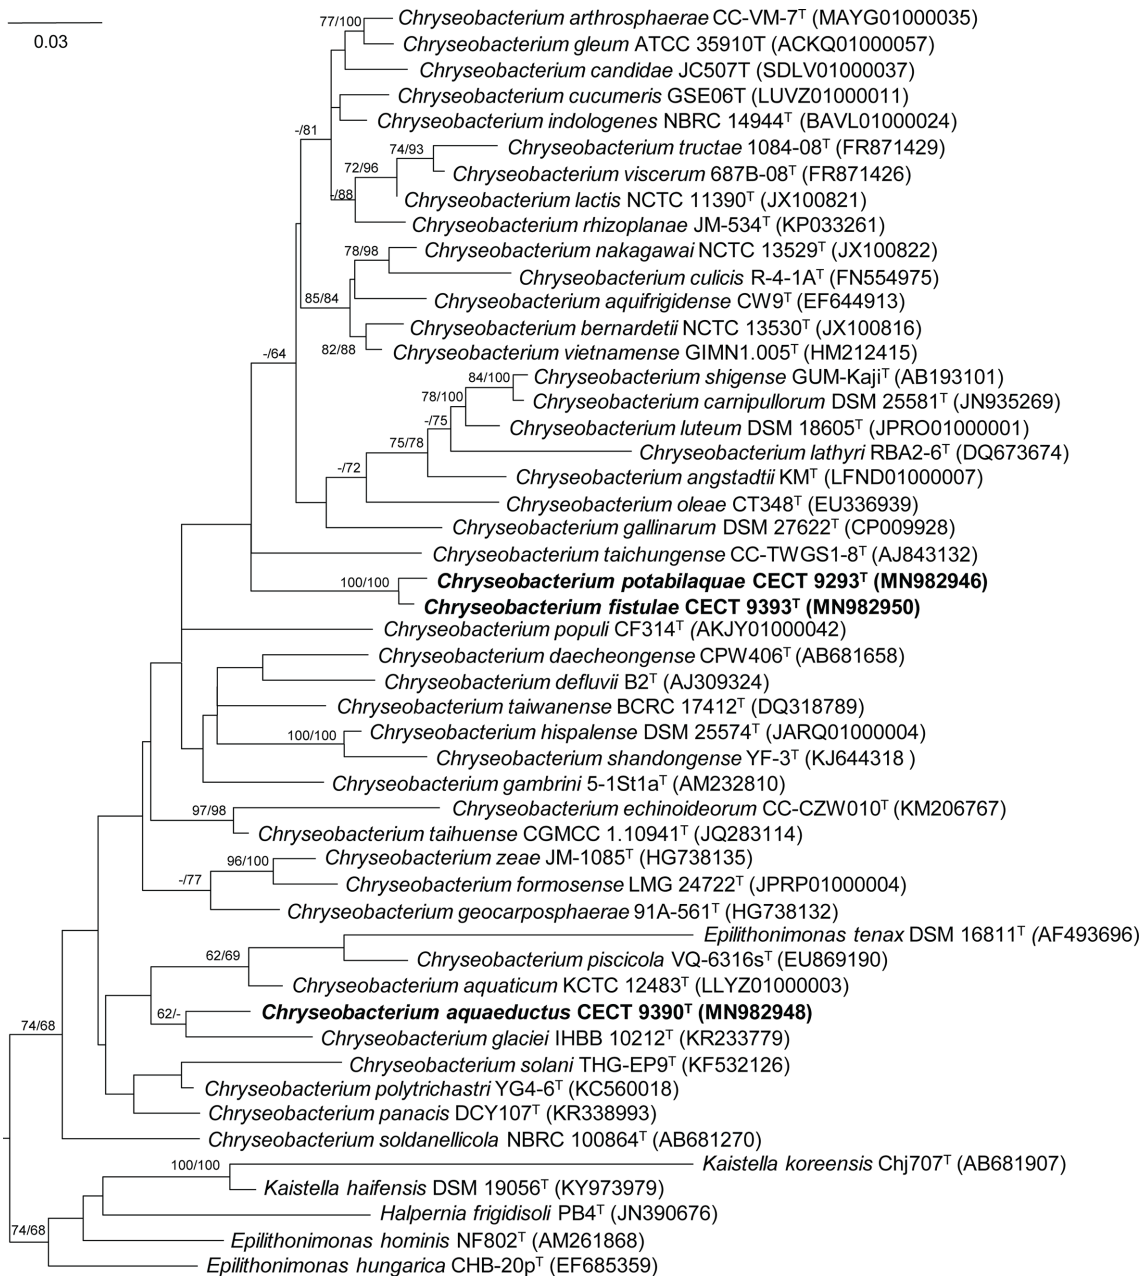 0.03
77/100
Chryseobacterium arthrosphaerae CC-VM-7ᵀ (MAYG01000035)
Chryseobacterium gleum ATCC 35910T (ACKQ01000057)
Chryseobacterium candidae JC507T (SDLV01000037)
Chryseobacterium cucumeris GSE06T (LUVZ01000011)
Chryseobacterium indologenes NBRC 14944ᵀ (BAVL01000024)
-/81
74/93
Chryseobacterium tructae 1084-08ᵀ (FR871429)
72/96
Chryseobacterium viscerum 687B-08ᵀ (FR871426)
-/88
Chryseobacterium lactis NCTC 11390ᵀ (JX100821)
Chryseobacterium rhizoplanae JM-534ᵀ (KP033261)
78/98
Chryseobacterium nakagawai NCTC 13529ᵀ (JX100822)
Chryseobacterium culicis R-4-1Aᵀ (FN554975)
85/84
Chryseobacterium aquifrigidense CW9ᵀ (EF644913)
Chryseobacterium bernardetii NCTC 13530ᵀ (JX100816)
82/88
Chryseobacterium vietnamense GIMN1.005ᵀ (HM212415)
-/64
84/100
Chryseobacterium shigense GUM-Kajiᵀ (AB193101)
78/100
Chryseobacterium carnipullorum DSM 25581ᵀ (JN935269)
-/75
Chryseobacterium luteum DSM 18605ᵀ (JPRO01000001)
75/78
Chryseobacterium lathyri RBA2-6ᵀ (DQ673674)
-/72
Chryseobacterium angstadtii KMᵀ (LFND01000007)
Chryseobacterium oleae CT348ᵀ (EU336939)
Chryseobacterium gallinarum DSM 27622ᵀ (CP009928)
Chryseobacterium taichungense CC-TWGS1-8ᵀ (AJ843132)
100/100
Chryseobacterium potabilaquae CECT 9293ᵀ (MN982946)
Chryseobacterium fistulae CECT 9393ᵀ (MN982950)
Chryseobacterium populi CF314ᵀ (AKJY01000042)
Chryseobacterium daecheongense CPW406ᵀ (AB681658)
Chryseobacterium defluvii B2ᵀ (AJ309324)
Chryseobacterium taiwanense BCRC 17412ᵀ (DQ318789)
100/100
Chryseobacterium hispalense DSM 25574ᵀ (JARQ01000004)
Chryseobacterium shandongense YF-3ᵀ (KJ644318 )
Chryseobacterium gambrini 5-1St1aᵀ (AM232810)
97/98
Chryseobacterium echinoideorum CC-CZW010ᵀ (KM206767)
Chryseobacterium taihuense CGMCC 1.10941ᵀ (JQ283114)
96/100
Chryseobacterium zeae JM-1085ᵀ (HG738135)
-/77
Chryseobacterium formosense LMG 24722ᵀ (JPRP01000004)
Chryseobacterium geocarposphaerae 91A-561ᵀ (HG738132)
Epilithonimonas tenax DSM 16811ᵀ (AF493696)
62/69
Chryseobacterium piscicola VQ-6316sᵀ (EU869190)
Chryseobacterium aquaticum KCTC 12483ᵀ (LLYZ01000003)
62/-
Chryseobacterium aquaeductus CECT 9390ᵀ (MN982948)
74/68
Chryseobacterium glaciei IHBB 10212ᵀ (KR233779)
Chryseobacterium solani THG-EP9ᵀ (KF532126)
Chryseobacterium polytrichastri YG4-6ᵀ (KC560018)
Chryseobacterium panacis DCY107ᵀ (KR338993)
Chryseobacterium soldanellicola NBRC 100864ᵀ (AB681270)
100/100
Kaistella koreensis Chj707ᵀ (AB681907)
Kaistella haifensis DSM 19056ᵀ (KY973979)
Halpernia frigidisoli PB4ᵀ (JN390676)
74/68
Epilithonimonas hominis NF802ᵀ (AM261868)
Epilithonimonas hungarica CHB-20pᵀ (EF685359)